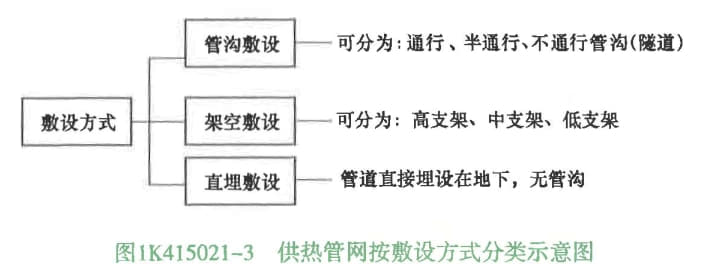 管沟敷设 可分为：通行、半通行、不通行管沟(隧道)
敷设方式 架空敷设 可分为：高支架、中支架、低支架
直埋敷设 管道直接埋设在地下，无管沟
图1K415021-3 供热管网按敷设方式分类示意图